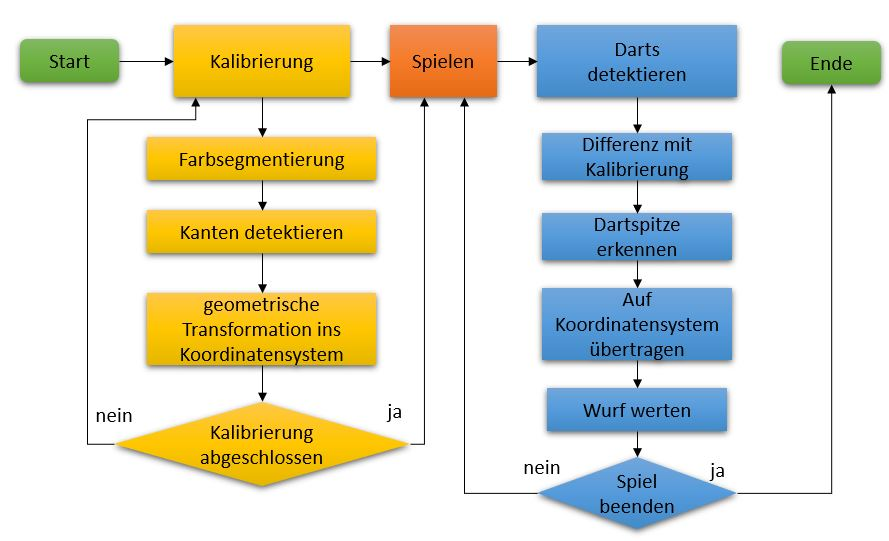 Start
Kalibrierung
Spielen
Darts
detektieren
Ende
Farbsegmentierung
Kanten detektieren
geometrische
Transformation ins
Koordinatensystem
nein
ja
Kalibrierung
abgeschlossen
Differenz mit
Kalibrierung
Dartspitze
erkennen
Auf
Koordinatensystem
übertragen
Wurf werten
nein
ja
Spiel
beenden